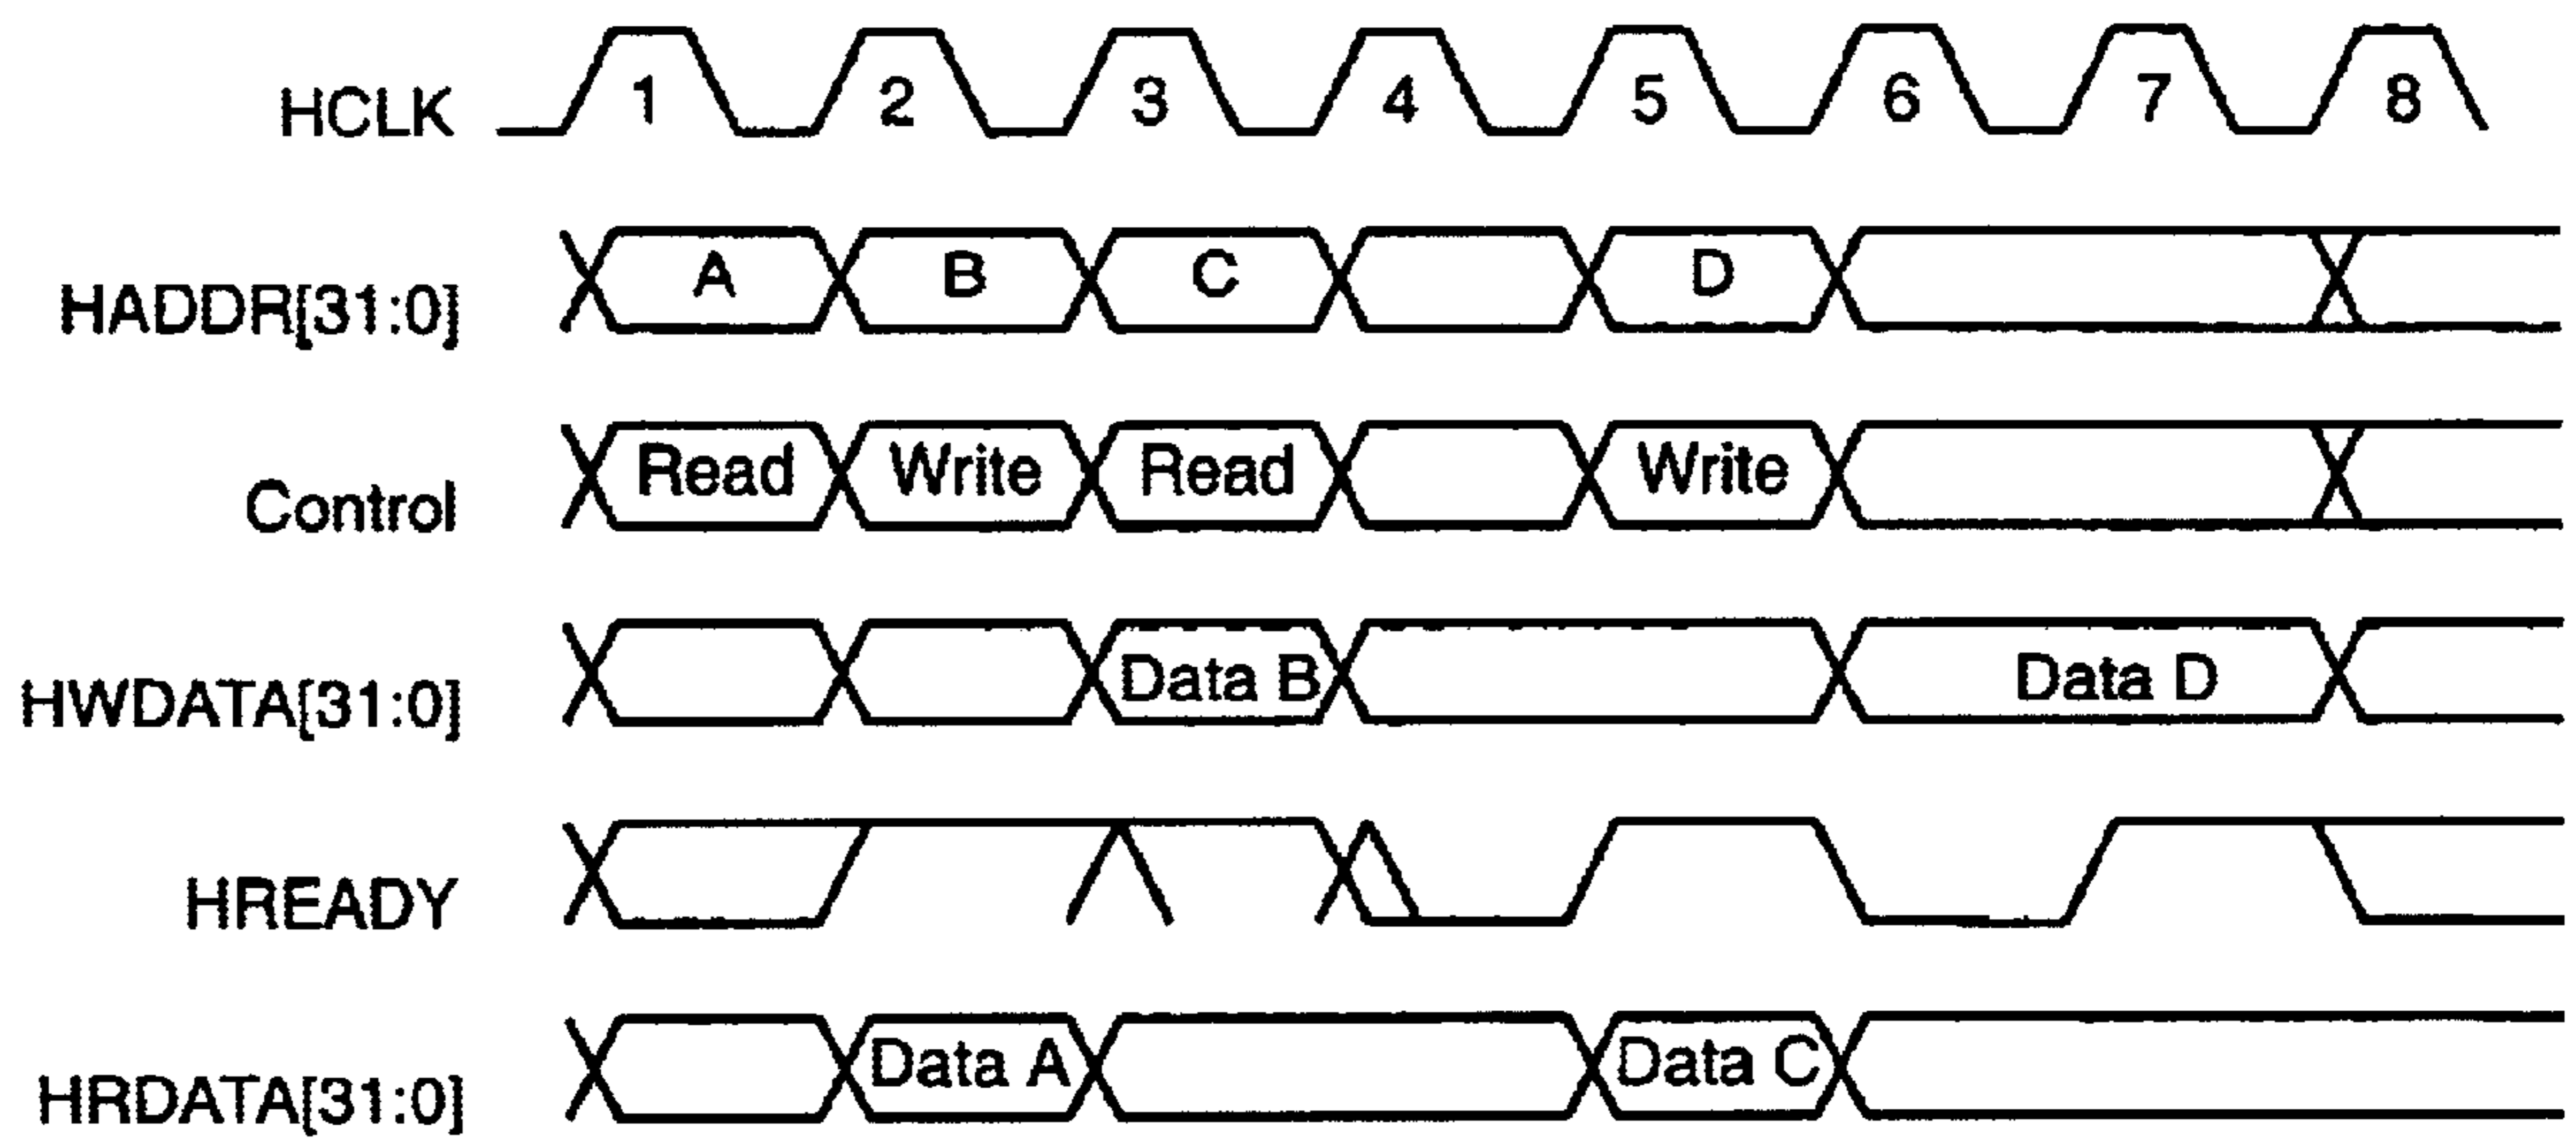 HCLK 1 2 3 4 5 6 7 8
HADDR[31:0] A B C D
Control Read Write Read Write
HWDATA[31:0] Data B Data D
HREADY
HRDATA[31:0] Data A Data C